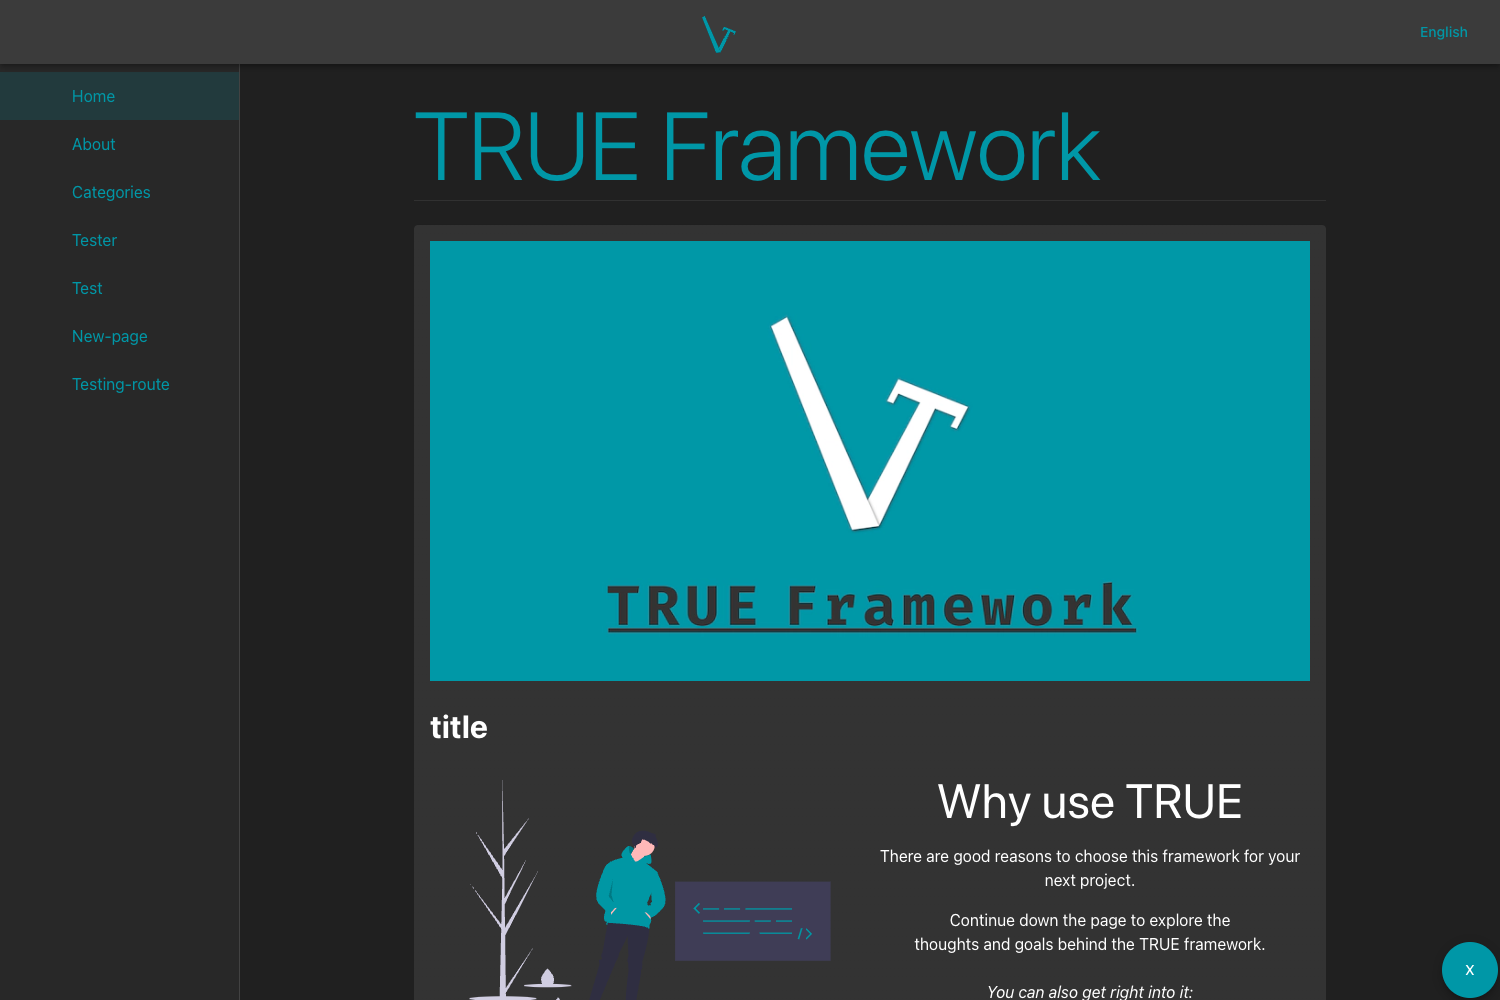 English
Home
About
Categories
Tester
Test
New-page
Testing-route
TRUE Framework
TRUE Framework
title
Why use TRUE
There are good reasons to choose this framework for your
next project.
Continue down the page to explore the
thoughts and goals behind the TRUE framework.
You can also get right into it:
x